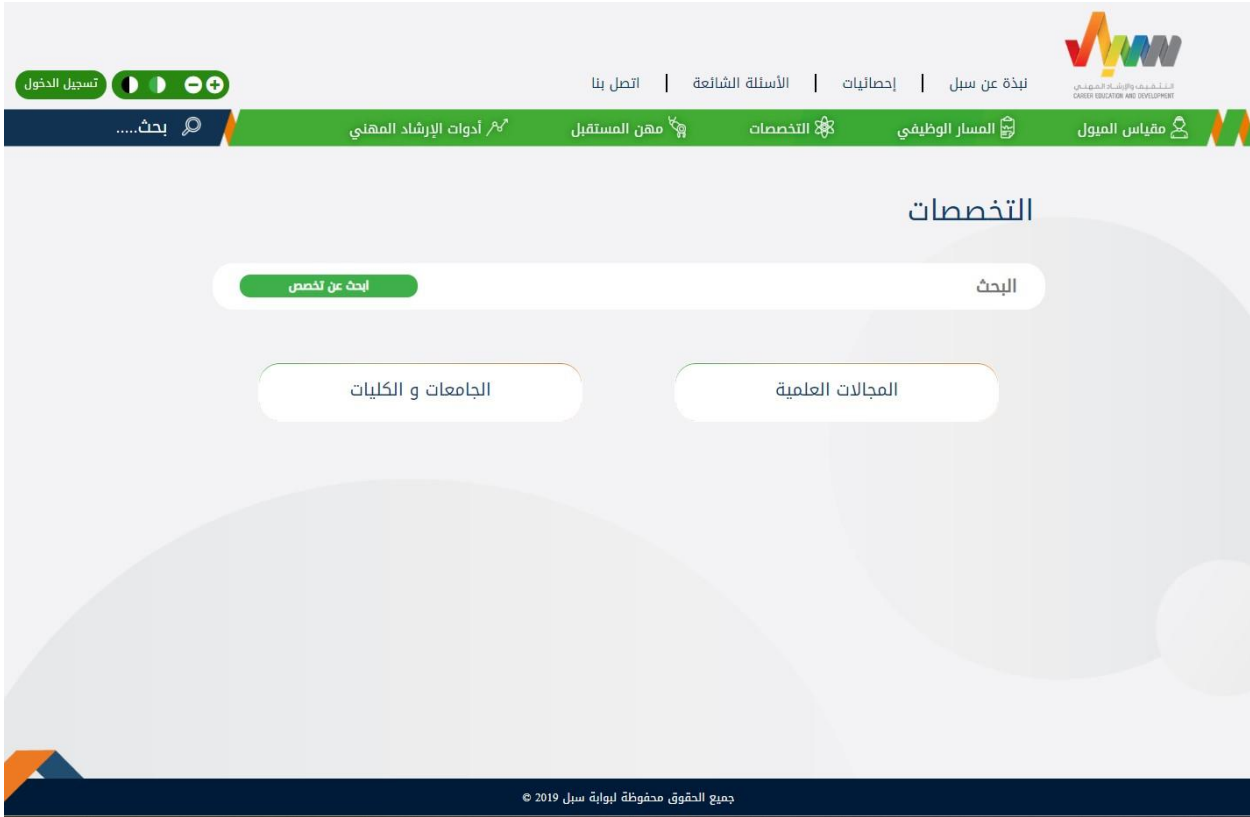 سبل
التثقيف والإرشاد المهني
CAREER EDUCATION AND DEVELOPMENT
نبذة عن سبل | إحصائيات | الأسئلة الشائعة | اتصل بنا
تسجيل الدخول
مقياس الميول المسار الوظيفي التخصصات مهن المستقبل أدوات الإرشاد المهني بحث.....
التخصصات
البحث ابحث عن تخصص
المجالات العلمية الجامعات و الكليات
جميع الحقوق محفوظة لبوابة سبل 2019 ©